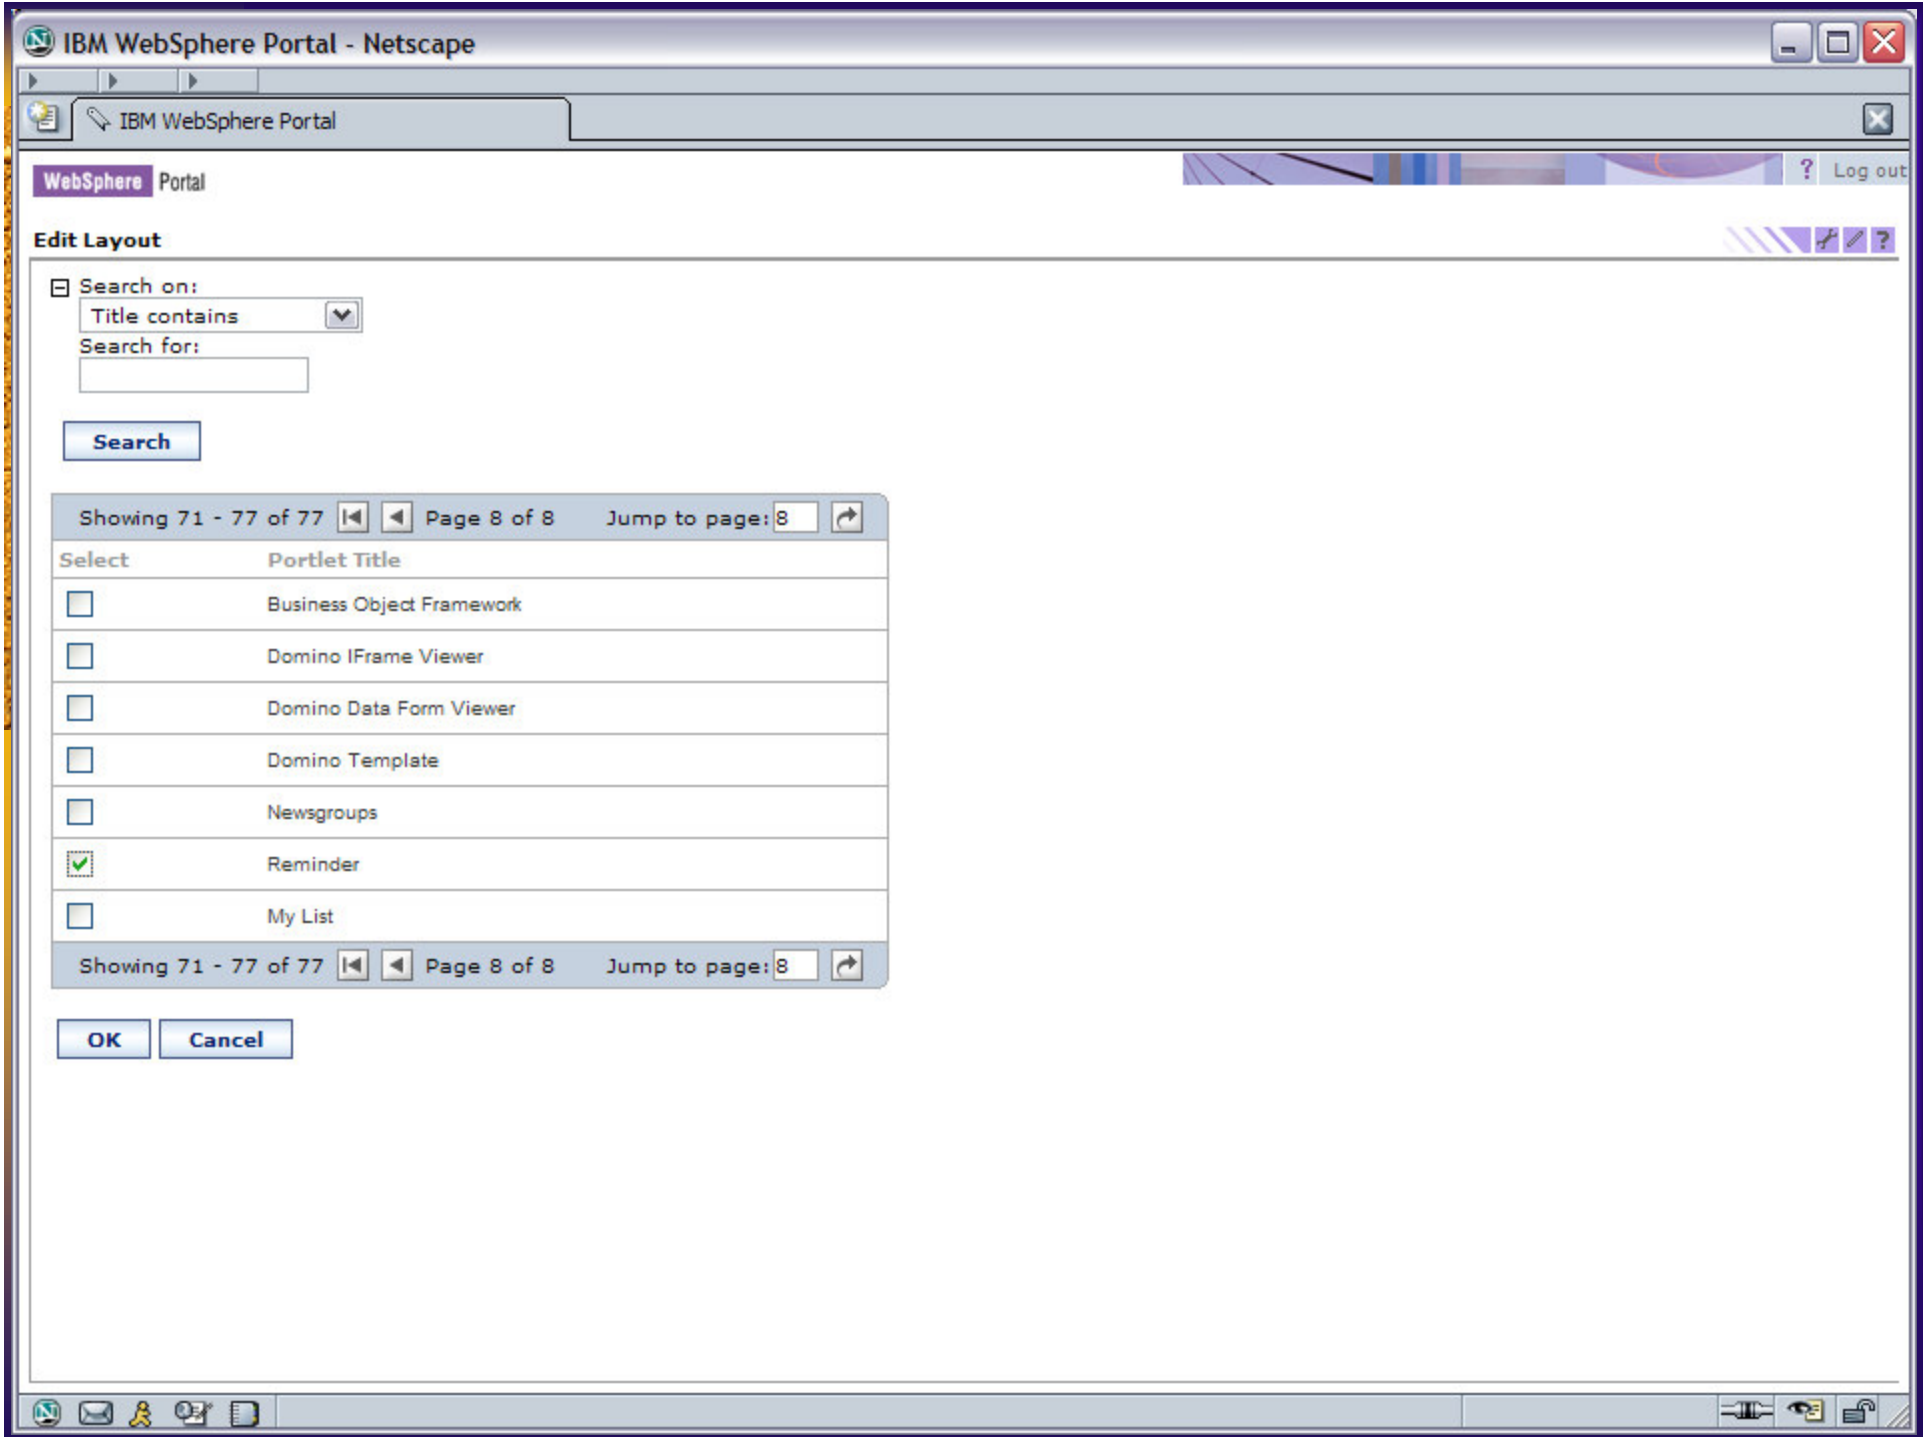 IBM WebSphere Portal - Netscape
IBM WebSphere Portal
WebSphere Portal
? Log out
Edit Layout
?
Search on:
Title contains
Search for:
Search
Showing 71 - 77 of 77 Page 8 of 8 Jump to page: 8
Select Portlet Title
Business Object Framework
Domino IFrame Viewer
Domino Data Form Viewer
Domino Template
Newsgroups
Reminder
My List
Showing 71 - 77 of 77 Page 8 of 8 Jump to page: 8
OK Cancel